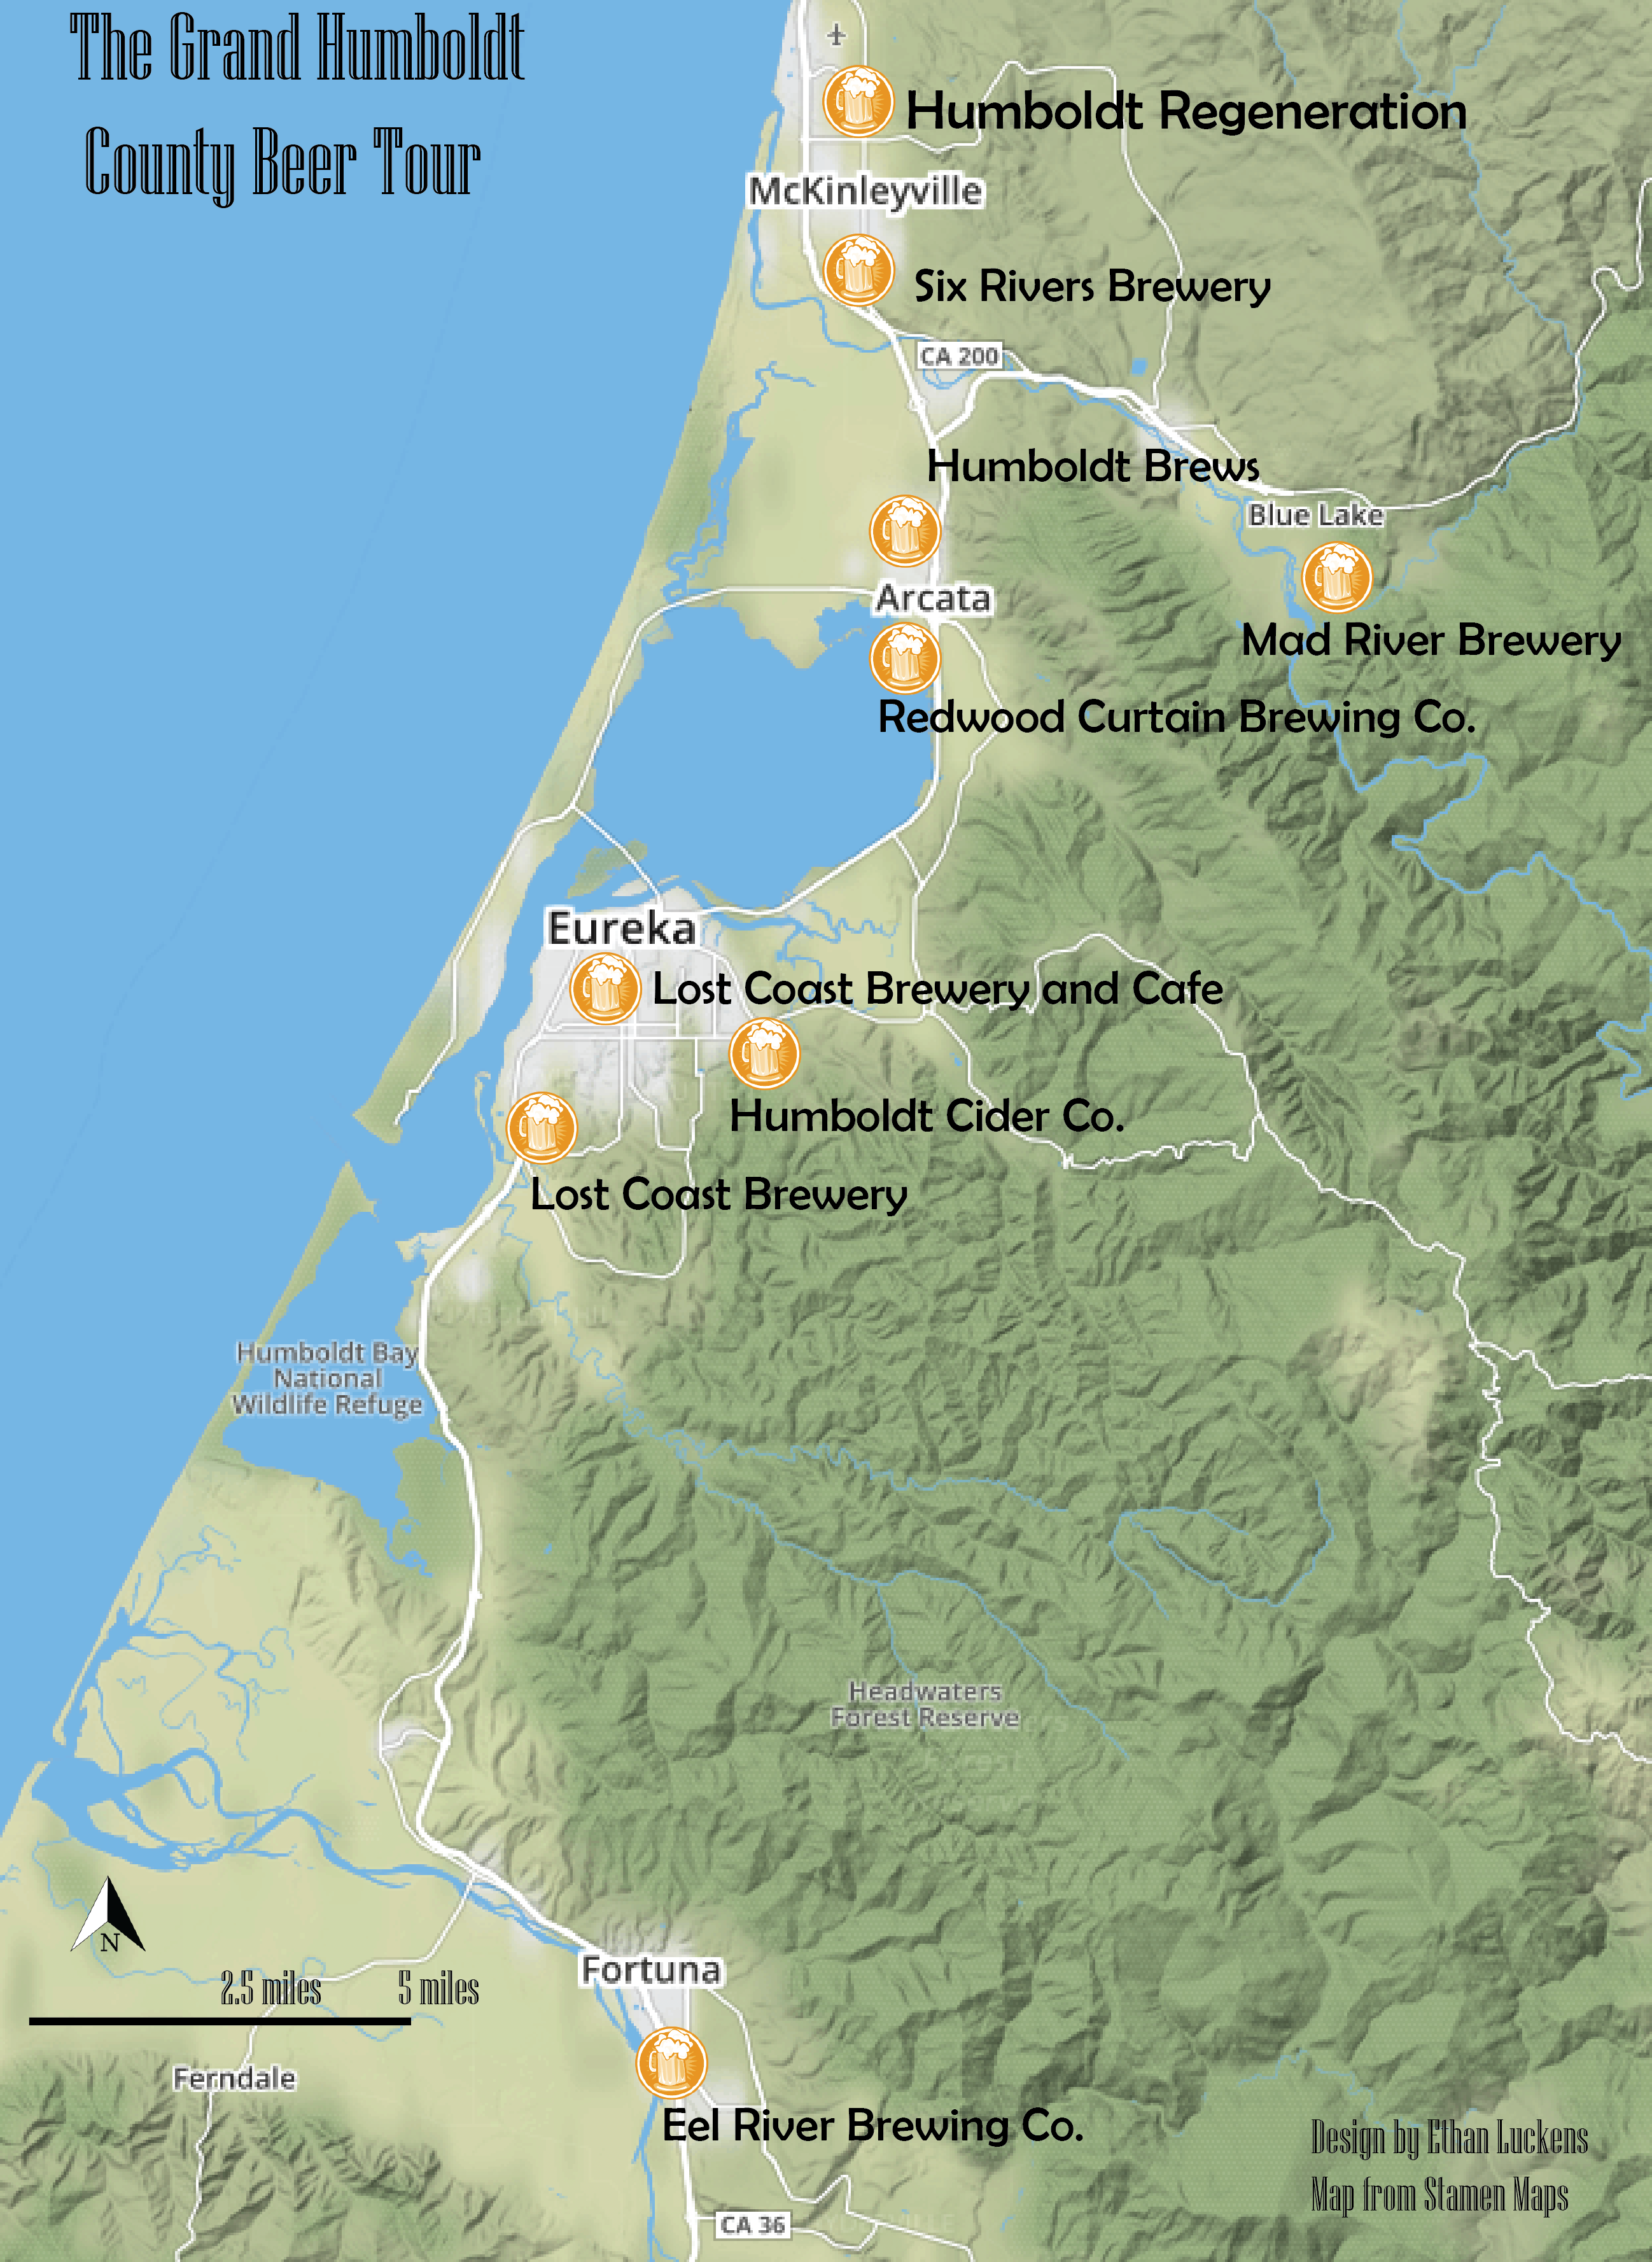 The Grand Humboldt
County Beer Tour
Humboldt Regeneration
McKinleyville
Six Rivers Brewery
CA 200
Humboldt Brews
Blue Lake
Arcata
Mad River Brewery
Redwood Curtain Brewing Co.
Eureka
Lost Coast Brewery and Cafe
Humboldt Cider Co.
Lost Coast Brewery
Humboldt Bay
National
Wildlife Refuge
Headwaters
Forest Reserve
N
Fortuna
2.5 miles
5 miles
Ferndale
Eel River Brewing Co.
Design by Ethan Luckens
Map from Stamen Maps
CA 36